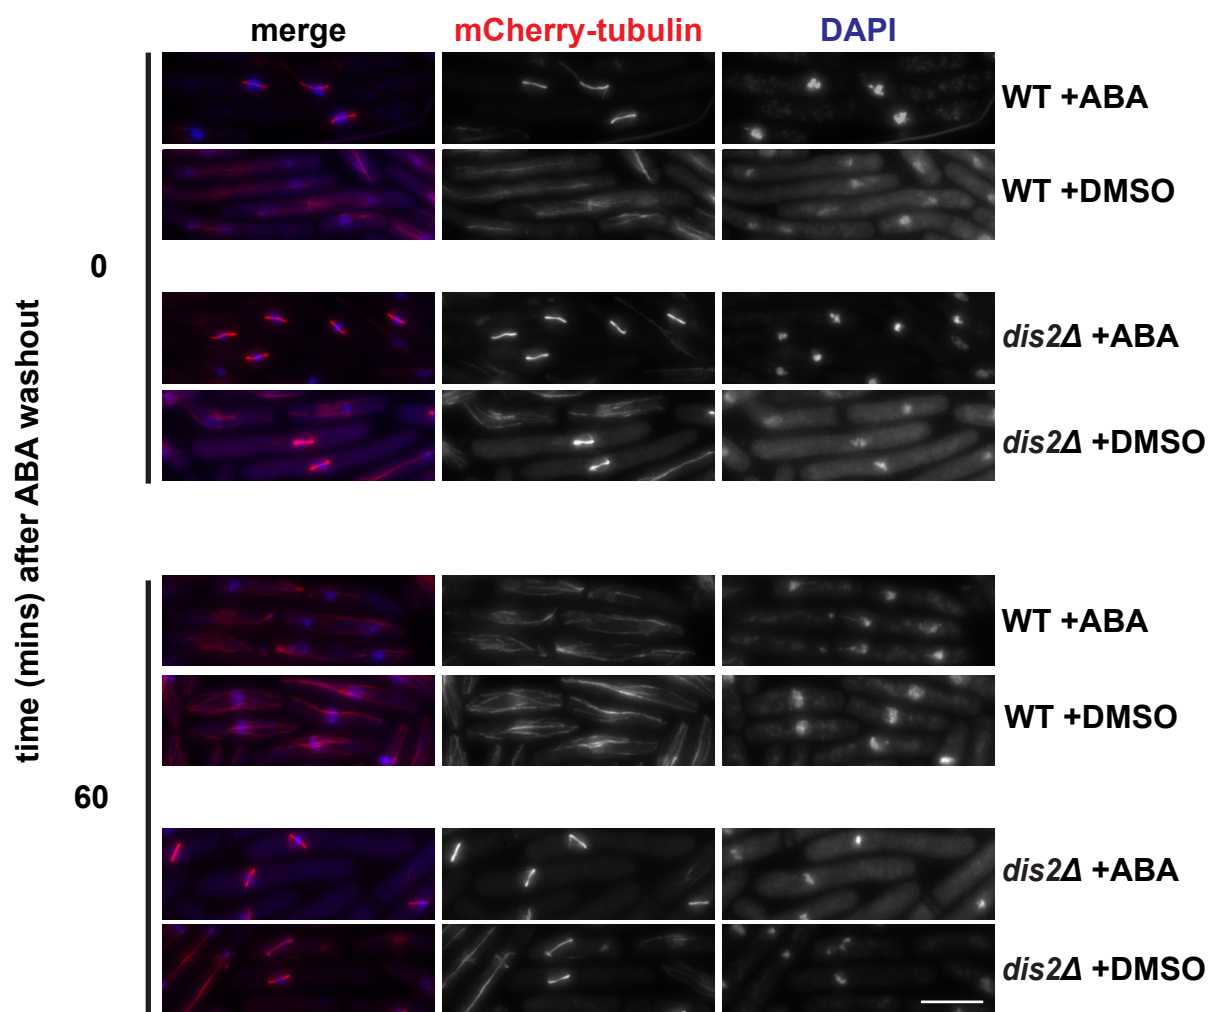 merge mCherry-tubulin DAPI
time (mins) after ABA washout
0
WT +ABA
WT +DMSO
dis2Δ +ABA
dis2Δ +DMSO
60
WT +ABA
WT +DMSO
dis2Δ +ABA
dis2Δ +DMSO